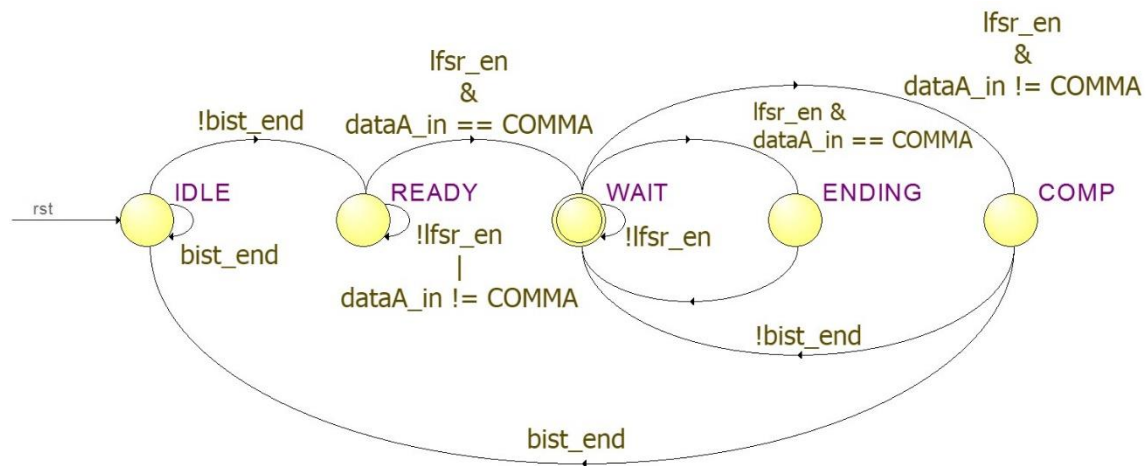 lfsr_en
&
dataA_in != COMMA
lfsr_en
&
dataA_in == COMMA
lfsr_en &
dataA_in == COMMA
!bist_end
IDLE
READY
WAIT
ENDING
COMP
rst
bist_end
!lfsr_en
|
dataA_in != COMMA
!lfsr_en
!bist_end
bist_end